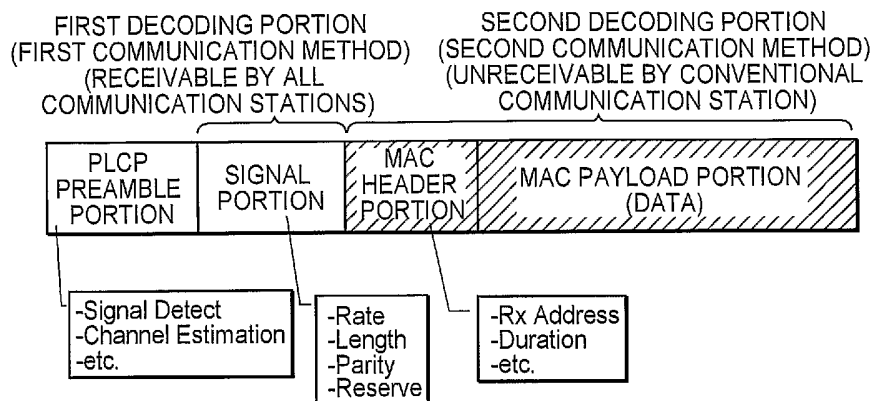 FIRST DECODING PORTION
(FIRST COMMUNICATION METHOD)
(RECEIVABLE BY ALL
COMMUNICATION STATIONS)
SECOND DECODING PORTION
(SECOND COMMUNICATION METHOD)
(UNRECEIVABLE BY CONVENTIONAL
COMMUNICATION STATION)
PLCP
PREAMBLE
PORTION
SIGNAL
PORTION
MAC
HEADER
PORTION
MAC PAYLOAD PORTION
(DATA)
-Signal Detect
-Channel Estimation
-etc.
-Rate
-Length
-Parity
-Reserve
-Rx Address
-Duration
-etc.